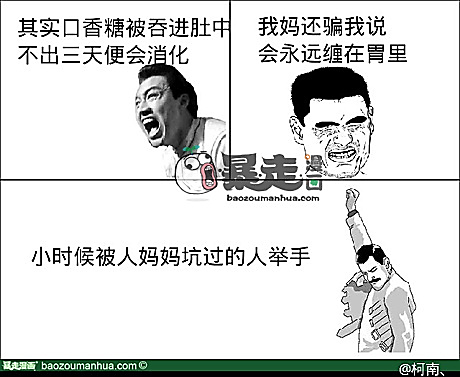 其实口香糖被吞进肚中
不出三天便会消化
我妈还骗我说
会永远缠在胃里
暴走漫画
baozoumanhua.com
小时候被人妈妈坑过的人举手
暴走漫画 baozoumanhua.com ©
@柯南、